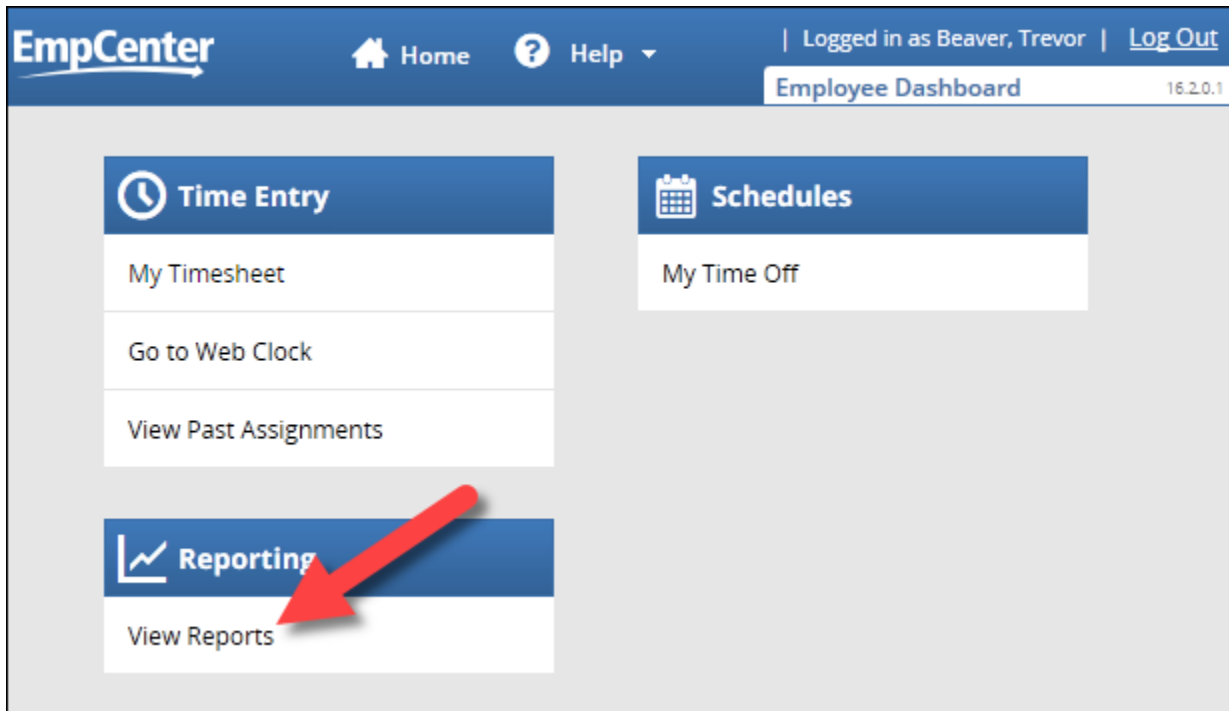 EmpCenter Home Help | Logged in as Beaver, Trevor | Log Out
Employee Dashboard 16.2.0.1
Time Entry
My Timesheet
Go to Web Clock
View Past Assignments
Schedules
My Time Off
Reporting
View Reports